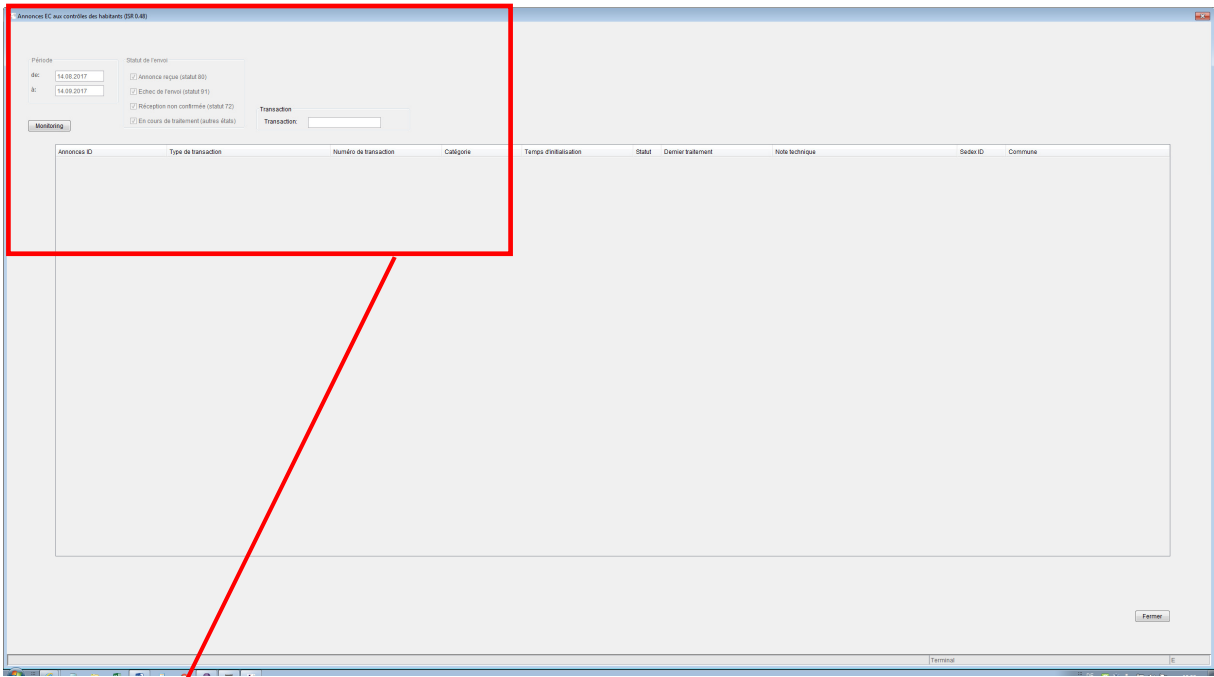 Annonces EC aux contrôles des habitants (ISR 0.48)
Période
Statut de l'envoi
de: 14.08.2017
Annonce reçue (statut 80)
à: 14.09.2017
Echec de l'envoi (statut 91)
Réception non confirmée (statut 72)
Transaction
Monitoring
En cours de traitement (autres états)
Transaction:
Annonces ID Type de transaction Numéro de transaction Catégorie Temps d'initialisation Statut Dernier traitement Note technique Sedex ID Commune
Fermer
Terminal E